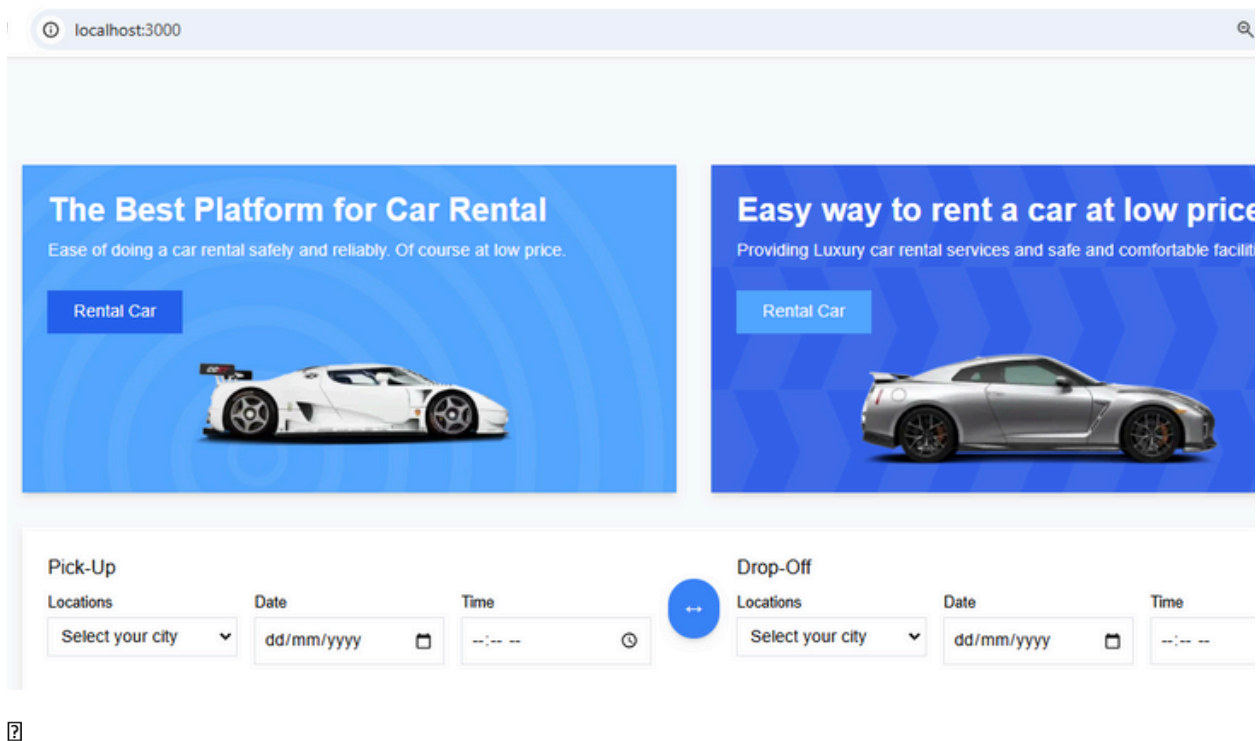 localhost:3000
The Best Platform for Car Rental
Ease of doing a car rental safely and reliably. Of course at low price.
Rental Car
Easy way to rent a car at low price
Providing Luxury car rental services and safe and comfortable faciliti
Rental Car
Pick-Up
Locations Date Time
Select your city dd/mm/yyyy --:-- --
↔
Drop-Off
Locations Date Time
Select your city dd/mm/yyyy --:-- --